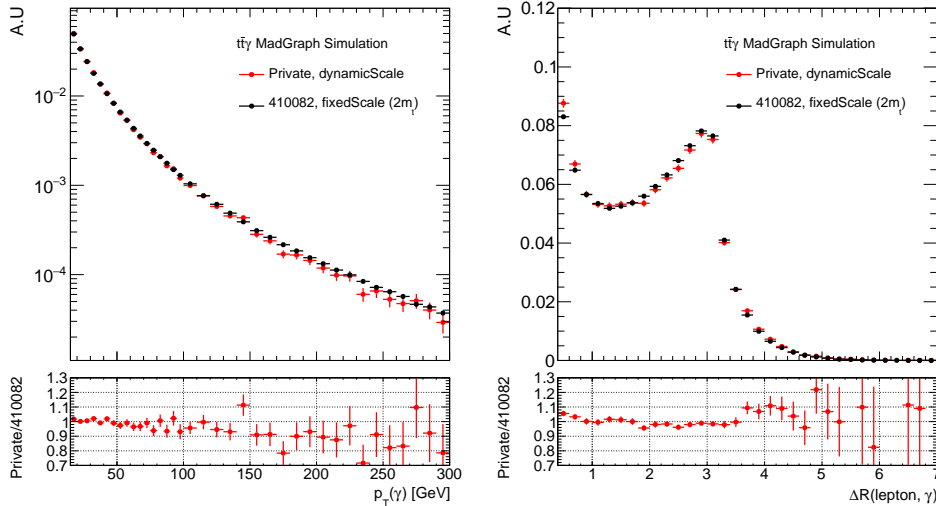 A.U
tt̄γ MadGraph Simulation
Private, dynamicScale
410082, fixedScale (2m_t)
10⁻²
10⁻³
10⁻⁴
Private/410082
1.3
1.2
1.1
1
0.9
0.8
0.7
50 100 150 200 250 300
p_T(γ) [GeV]
A.U
0.12
0.1
0.08
0.06
0.04
0.02
0
tt̄γ MadGraph Simulation
Private, dynamicScale
410082, fixedScale (2m_t)
Private/410082
1.3
1.2
1.1
1
0.9
0.8
0.7
1 2 3 4 5 6 7
ΔR(lepton, γ)